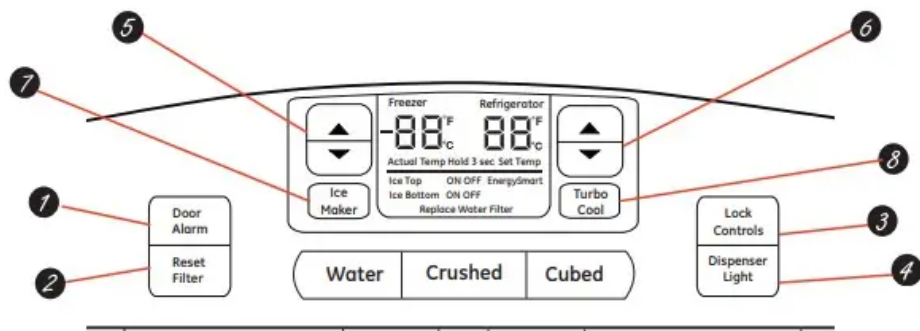 5
6
7
Freezer Refrigerator
-88°F °C 88°F °C
Actual Temp Hold 3 sec Set Temp
8
Ice Top ON OFF EnergySmart
Ice Bottom ON OFF
Replace Water Filter
Ice
Maker
Turbo
Cool
1
Door
Alarm
Lock
Controls
3
2
Reset
Filter
Dispenser
Light
4
Water Crushed Cubed